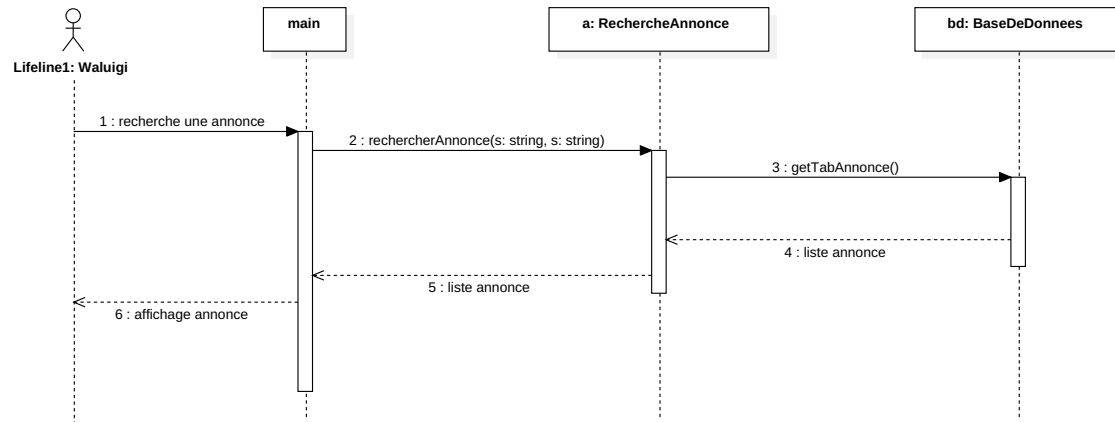 main
a: RechercheAnnonce
bd: BaseDeDonnees
Lifeline1: Waluigi
1 : recherche une annonce
2 : rechercherAnnonce(s: string, s: string)
3 : getTabAnnonce()
4 : liste annonce
5 : liste annonce
6 : affichage annonce